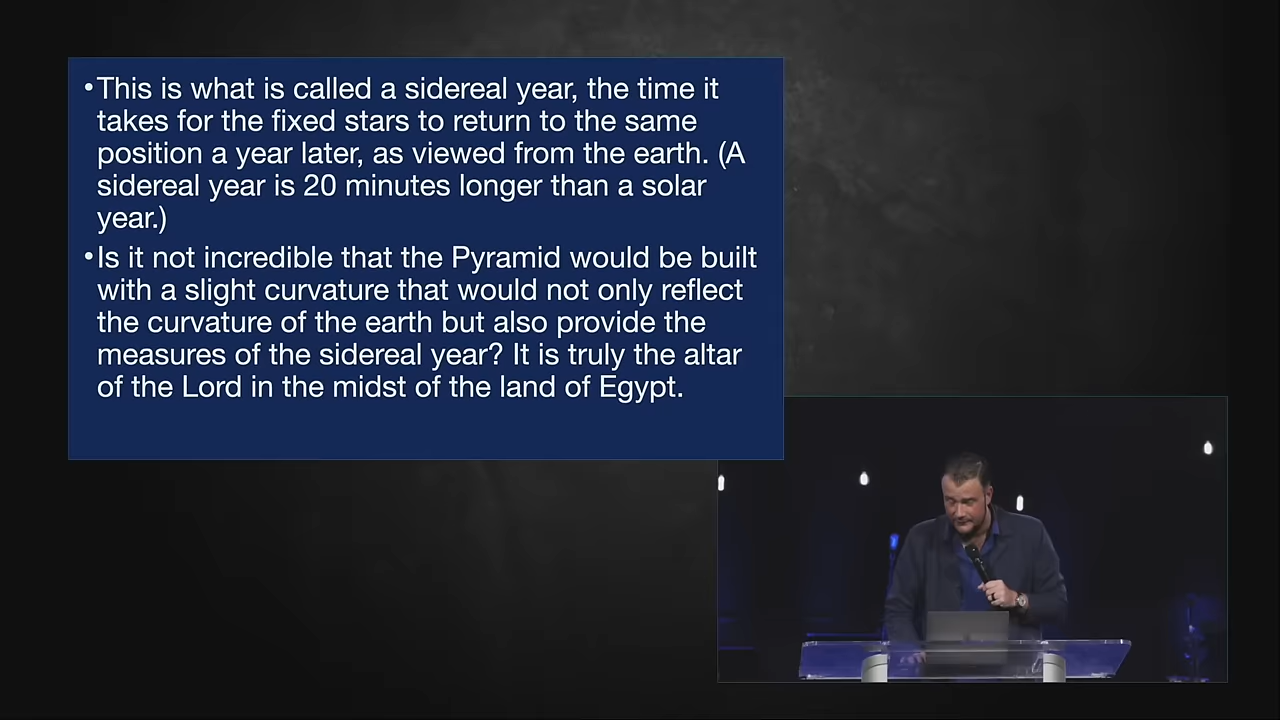 •This is what is called a sidereal year, the time it
takes for the fixed stars to return to the same
position a year later, as viewed from the earth. (A
sidereal year is 20 minutes longer than a solar
year.)
•Is it not incredible that the Pyramid would be built
with a slight curvature that would not only reflect
the curvature of the earth but also provide the
measures of the sidereal year? It is truly the altar
of the Lord in the midst of the land of Egypt.